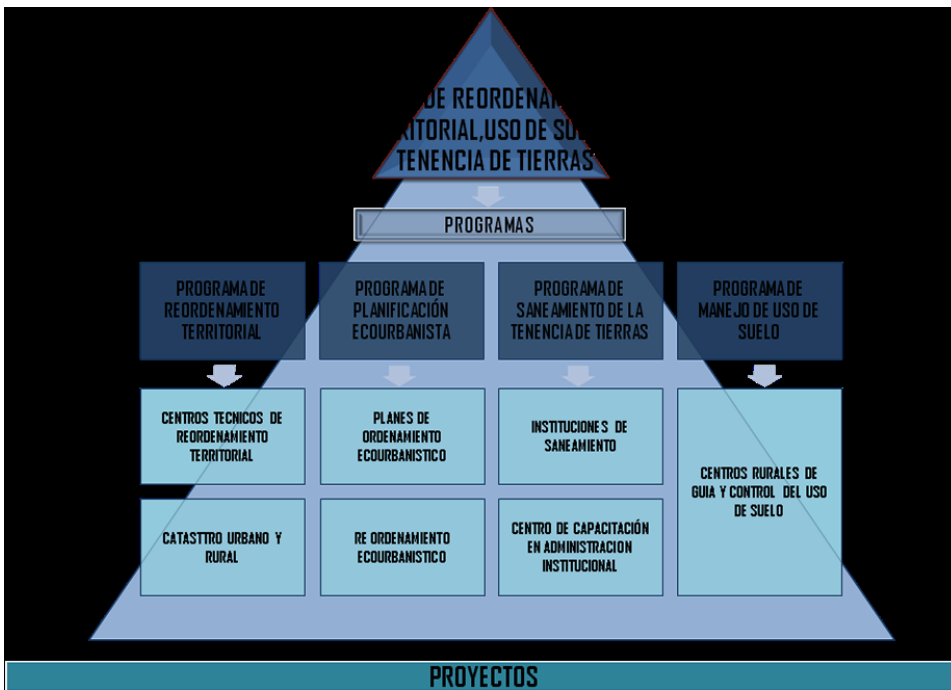 DE REORDENAM
RITORIAL,USO DE SUE
TENENCIA DE TIERRAS
PROGRAMAS
PROGRAMA DE
REORDENAMIENTO
TERRITORIAL
PROGRAMA DE
PLANIFICACIÓN
ECOURBANISTA
PROGRAMA DE
SANEAMIENTO DE LA
TENENCIA DE TIERRAS
PROGRAMA DE
MANEJO DE USO DE
SUELO
CENTROS TECNICOS DE
REORDENAMIENTO
TERRITORIAL
PLANES DE
ORDENAMIENTO
ECOURBANISTICO
INSTITUCIONES DE
SANEAMIENTO
CENTROS RURALES DE
GUIA Y CONTROL DEL USO
DE SUELO
CATASTTRO URBANO Y
RURAL
RE ORDENAMIENTO
ECOURBANISTICO
CENTRO DE CAPACITACIÓN
EN ADMINISTRACION
INSTITUCIONAL
PROYECTOS